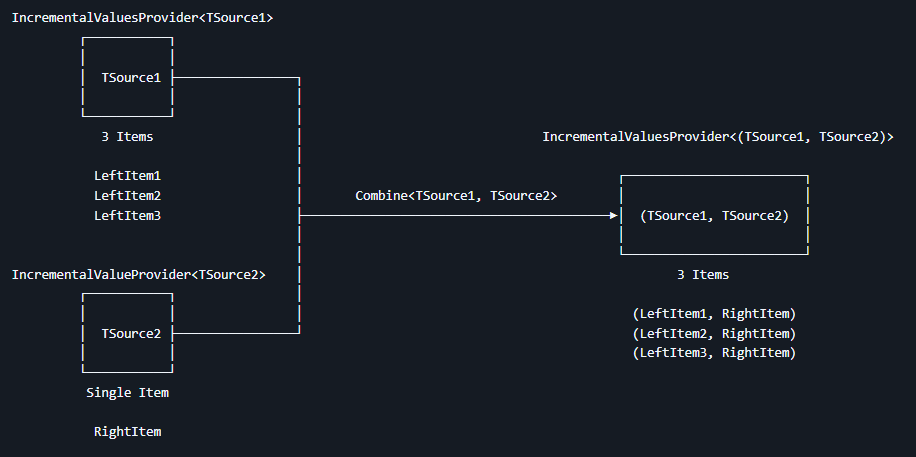 IncrementalValuesProvider<TSource1>
TSource1
3 Items
LeftItem1
LeftItem2
LeftItem3
IncrementalValueProvider<TSource2>
TSource2
Single Item
RightItem
Combine<TSource1, TSource2>
IncrementalValuesProvider<(TSource1, TSource2)>
(TSource1, TSource2)
3 Items
(LeftItem1, RightItem)
(LeftItem2, RightItem)
(LeftItem3, RightItem)